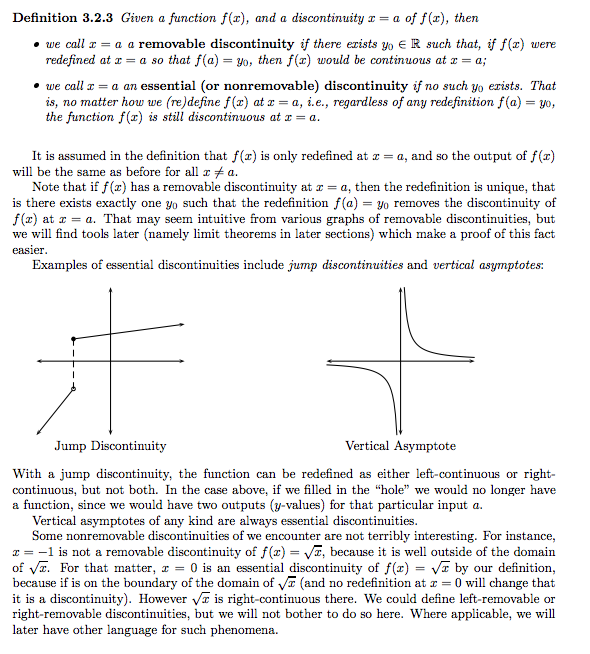 Definition 3.2.3 Given a function f(x), and a discontinuity x = a of f(x), then
• we call x = a a removable discontinuity if there exists y₀ ∈ ℝ such that, if f(x) were
redefined at x = a so that f(a) = y₀, then f(x) would be continuous at x = a;
• we call x = a an essential (or nonremovable) discontinuity if no such y₀ exists. That
is, no matter how we (re)define f(x) at x = a, i.e., regardless of any redefinition f(a) = y₀,
the function f(x) is still discontinuous at x = a.
It is assumed in the definition that f(x) is only redefined at x = a, and so the output of f(x)
will be the same as before for all x ≠ a.
Note that if f(x) has a removable discontinuity at x = a, then the redefinition is unique, that
is there exists exactly one y₀ such that the redefinition f(a) = y₀ removes the discontinuity of
f(x) at x = a. That may seem intuitive from various graphs of removable discontinuities, but
we will find tools later (namely limit theorems in later sections) which make a proof of this fact
easier.
Examples of essential discontinuities include jump discontinuities and vertical asymptotes:
Jump Discontinuity Vertical Asymptote
With a jump discontinuity, the function can be redefined as either left-continuous or right-
continuous, but not both. In the case above, if we filled in the “hole” we would no longer have
a function, since we would have two outputs (y-values) for that particular input a.
Vertical asymptotes of any kind are always essential discontinuities.
Some nonremovable discontinuities of we encounter are not terribly interesting. For instance,
x = −1 is not a removable discontinuity of f(x) = √x, because it is well outside of the domain
of √x. For that matter, x = 0 is an essential discontinuity of f(x) = √x by our definition,
because if is on the boundary of the domain of √x (and no redefinition at x = 0 will change that
it is a discontinuity). However √x is right-continuous there. We could define left-removable or
right-removable discontinuities, but we will not bother to do so here. Where applicable, we will
later have other language for such phenomena.